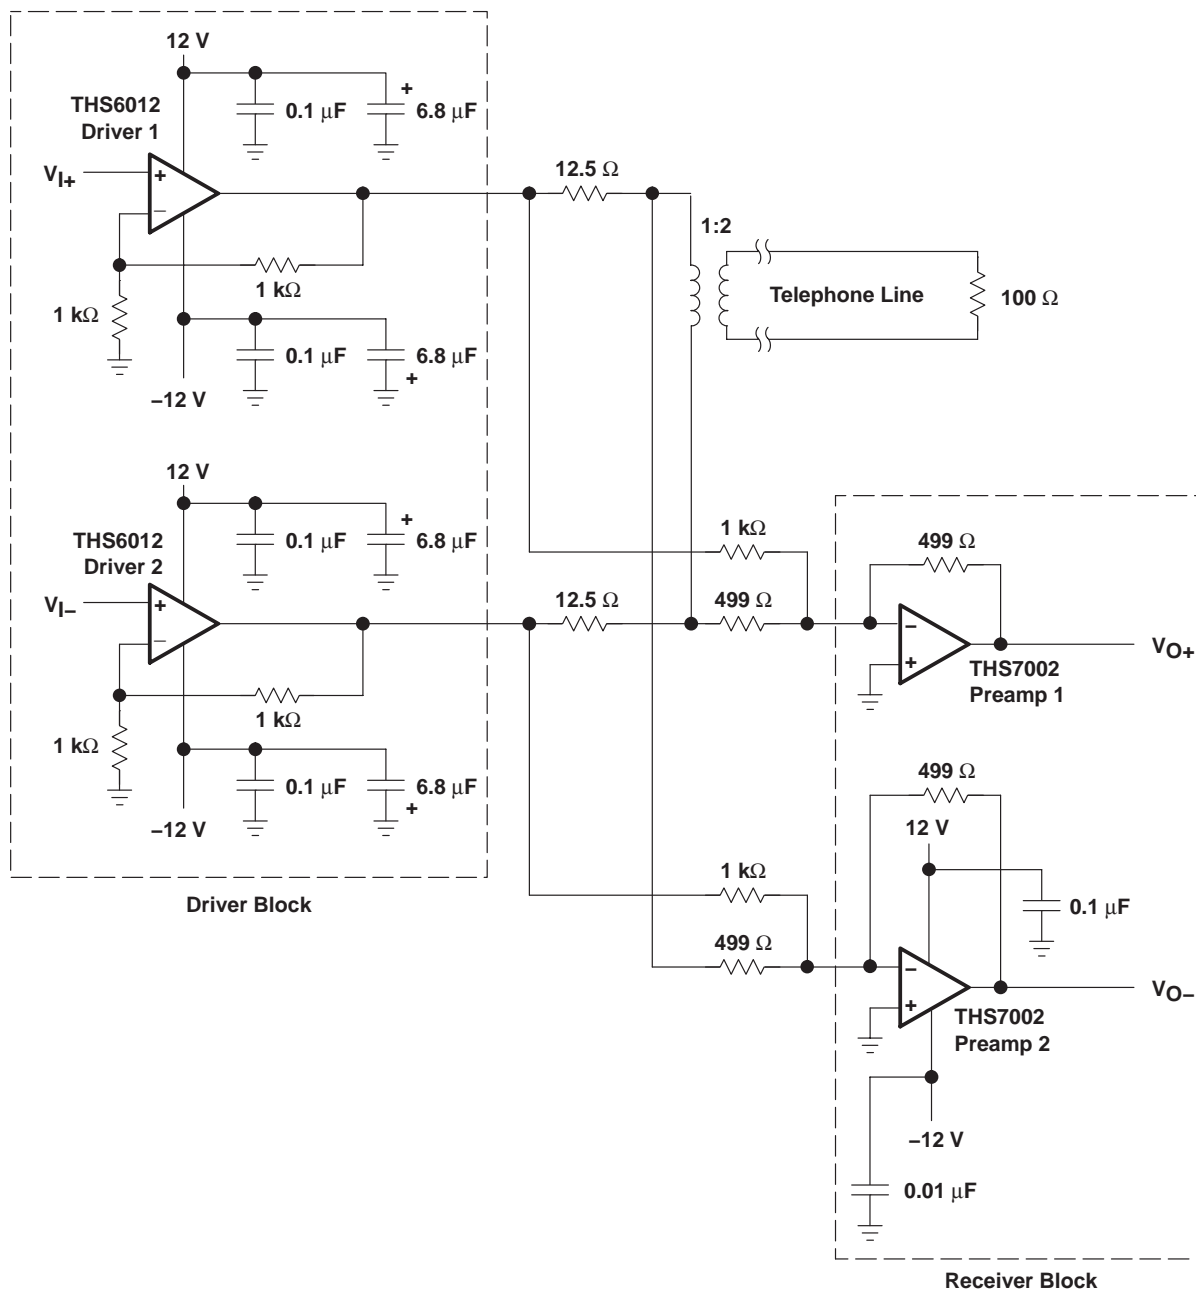 12 V
THS6012
Driver 1
0.1 µF
+
6.8 µF
VI+
+
–
1 kΩ
1 kΩ
0.1 µF
6.8 µF
+
–12 V
12.5 Ω
1:2
Telephone Line
100 Ω
12 V
THS6012
Driver 2
0.1 µF
+
6.8 µF
VI–
+
–
1 kΩ
1 kΩ
0.1 µF
6.8 µF
+
–12 V
Driver Block
12.5 Ω
1 kΩ
499 Ω
499 Ω
–
+
THS7002
Preamp 1
VO+
1 kΩ
499 Ω
499 Ω
12 V
0.1 µF
–
+
THS7002
Preamp 2
VO–
–12 V
0.01 µF
Receiver Block